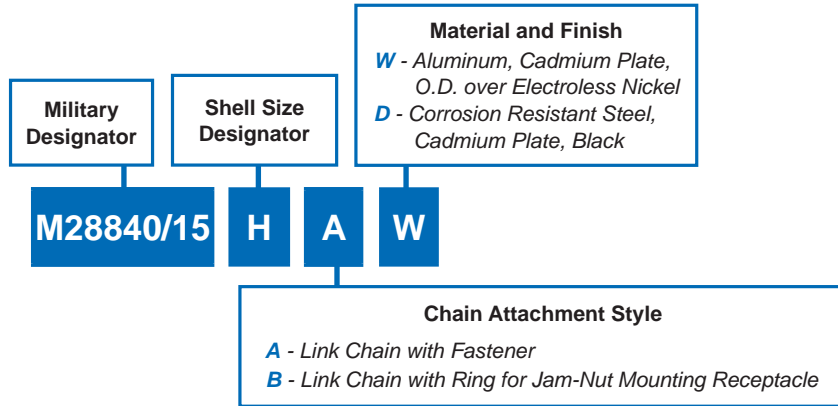 Material and Finish
W - Aluminum, Cadmium Plate,
O.D. over Electroless Nickel
D - Corrosion Resistant Steel,
Cadmium Plate, Black
Shell Size
Designator
Military
Designator
M28840/15 H A W
Chain Attachment Style
A - Link Chain with Fastener
B - Link Chain with Ring for Jam-Nut Mounting Receptacle